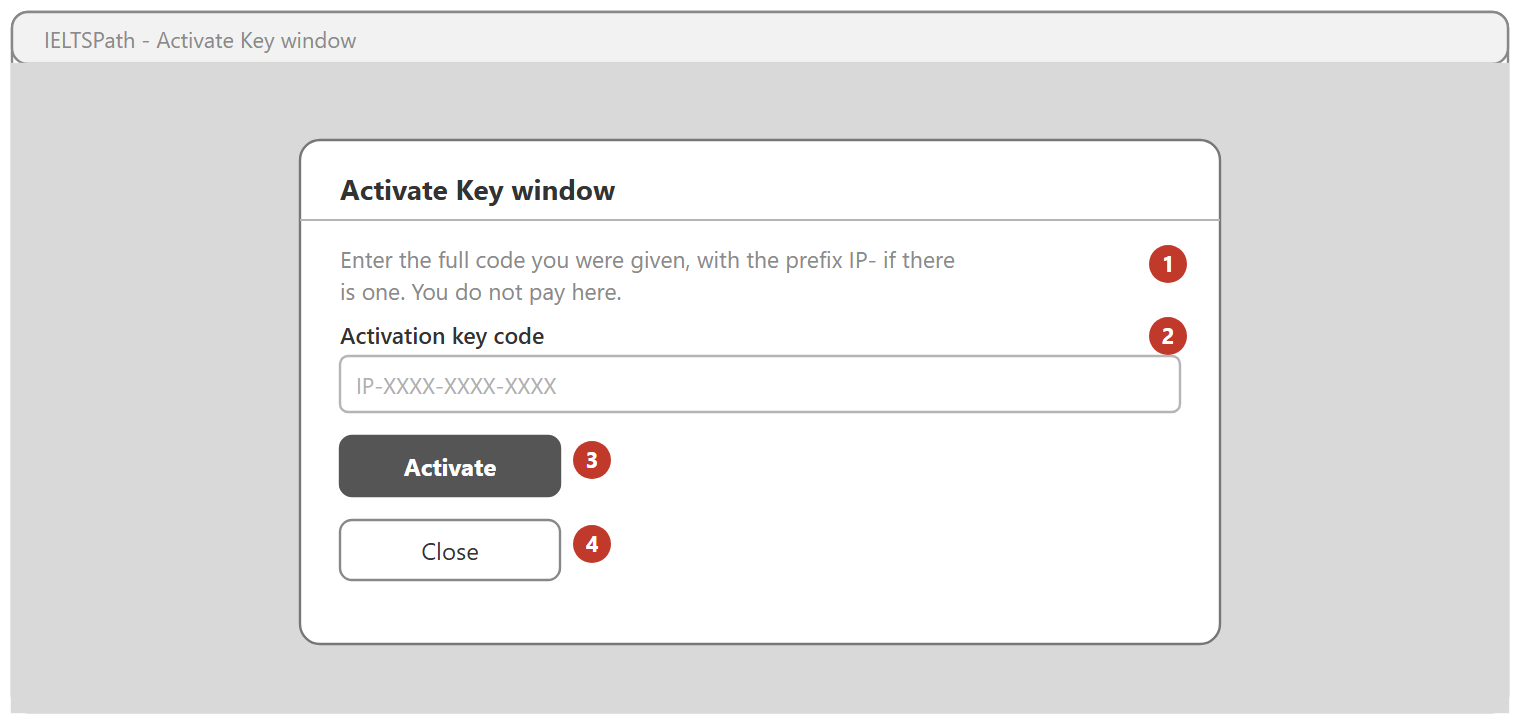 IELTSPath - Activate Key window
Activate Key window
Enter the full code you were given, with the prefix IP- if there
1
is one. You do not pay here.
Activation key code
2
IP-XXXX-XXXX-XXXX
Activate
3
Close
4